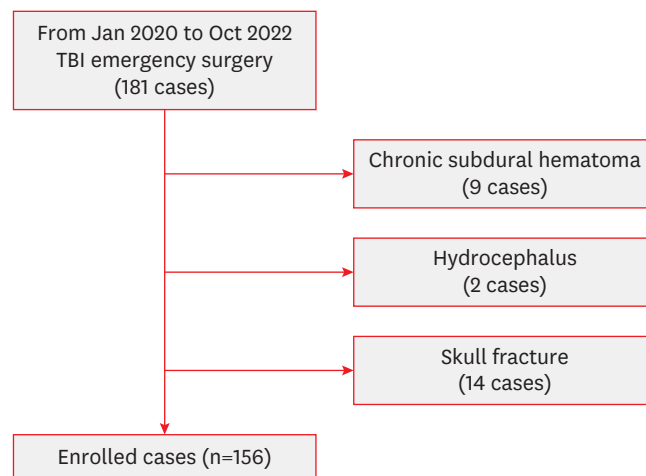 From Jan 2020 to Oct 2022
TBI emergency surgery
(181 cases)
Chronic subdural hematoma
(9 cases)
Hydrocephalus
(2 cases)
Skull fracture
(14 cases)
Enrolled cases (n=156)